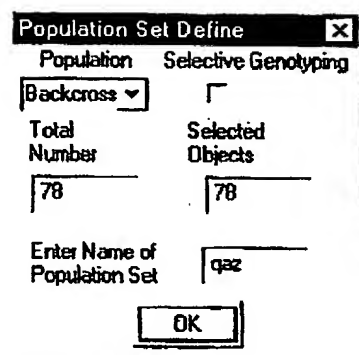 Population Set Define
Population Selective Genotyping
Backcross
Total Number Selected Objects
78 78
Enter Name of Population Set qaz
OK